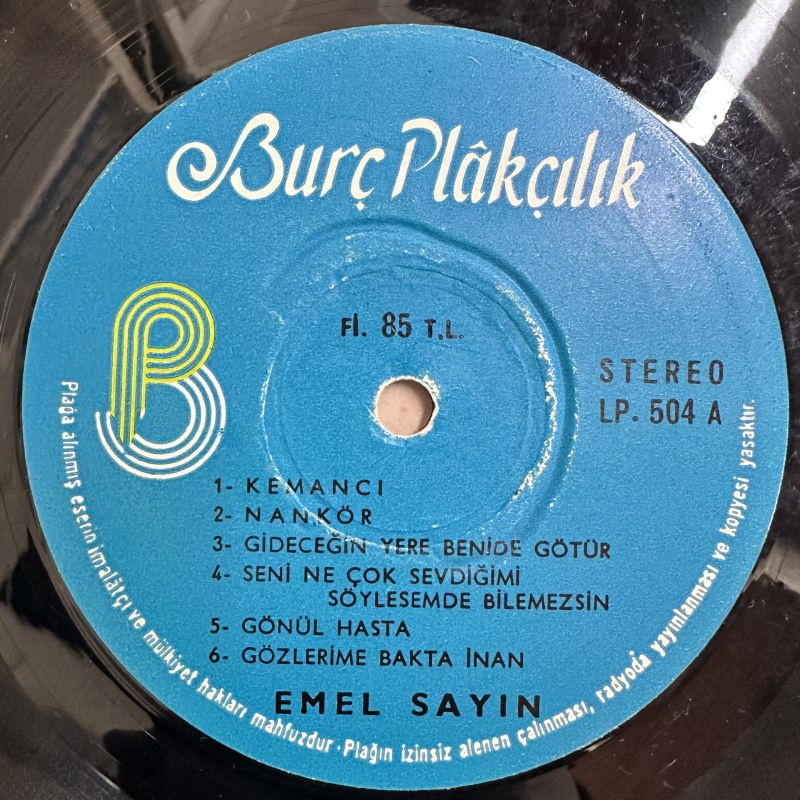 Burç Plâkçılık
Fİ. 85 T.L.
STEREO
LP. 504 A
1- KEMANCI
2- NANKÖR
3- GİDECEĞİN YERE BENİDE GÖTÜR
4- SENİ NE ÇOK SEVDİĞİMİ
SÖYLESEMDE BİLEMEZSİN
5- GÖNÜL HASTA
6- GÖZLERİME BAKTA İNAN
EMEL SAYIN
Plağa alınmış eserin imalâtçı ve mülkiyet hakları mahfuzdur · Plağın izinsiz alenen çalınması, radyoda yayınlanması ve kopyesi yasaktır.